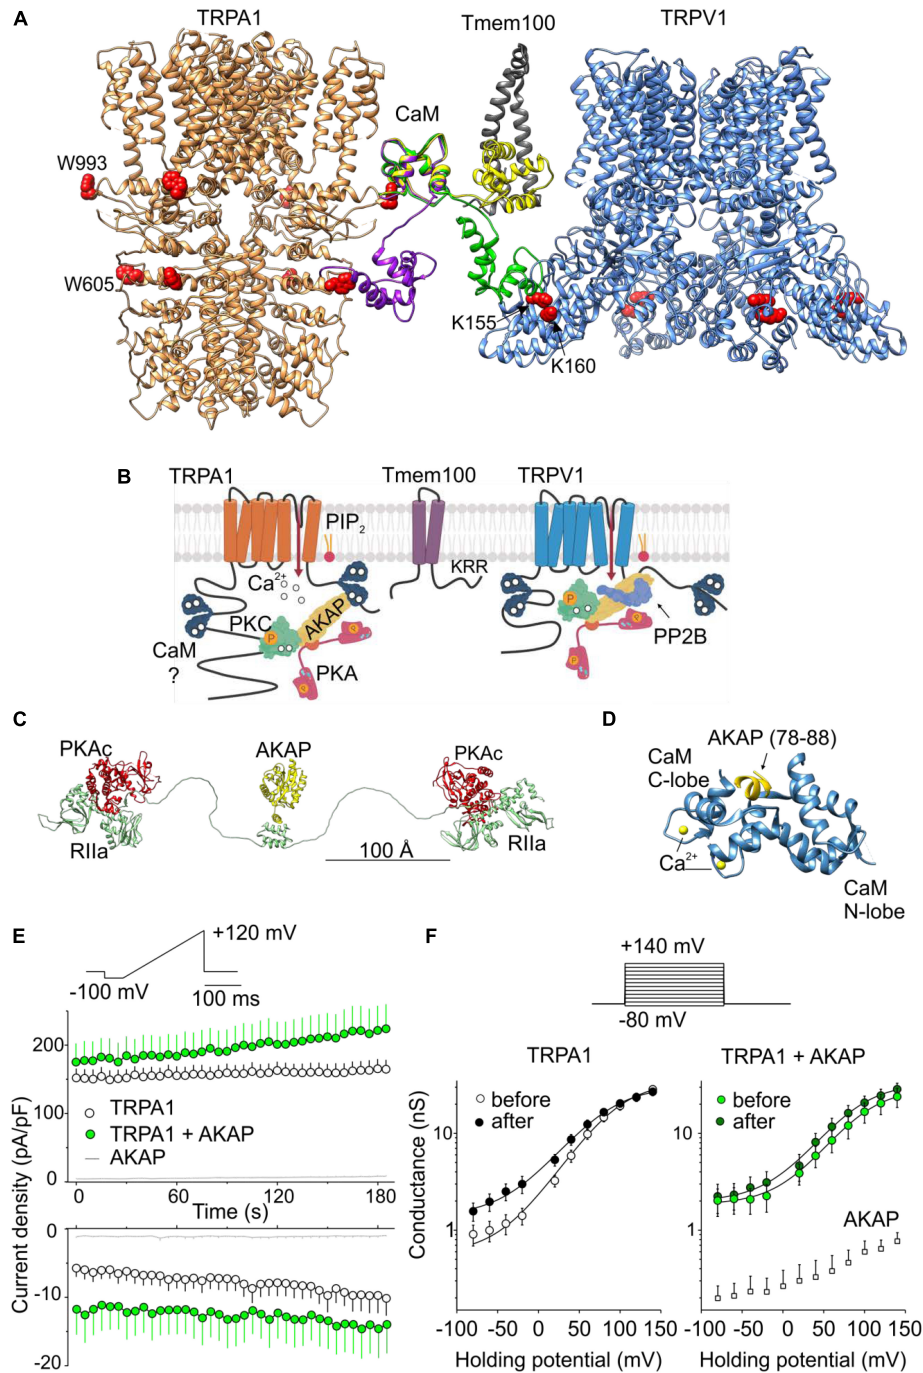 A
TRPA1
Tmem100
TRPV1
CaM
W993
W605
K155
K160
B
TRPA1
Tmem100
TRPV1
PIP2
Ca2+
KRR
PKC
P
AKAP
CaM
?
PKA
P
PP2B
C
PKAc
AKAP
PKAc
RIIa
RIIa
100 Å
D
AKAP (78-88)
CaM
C-lobe
Ca2+
CaM
N-lobe
E
+120 mV
-100 mV
100 ms
200
100
0
TRPA1
TRPA1 + AKAP
AKAP
0 60 120 180
Time (s)
Current density (pA/pF)
0
-10
-20
F
+140 mV
-80 mV
TRPA1
TRPA1 + AKAP
before
after
before
after
Conductance (nS)
10
1
10
1
AKAP
-100 -50 0 50 100 150
-100 -50 0 50 100 150
Holding potential (mV)
Holding potential (mV)